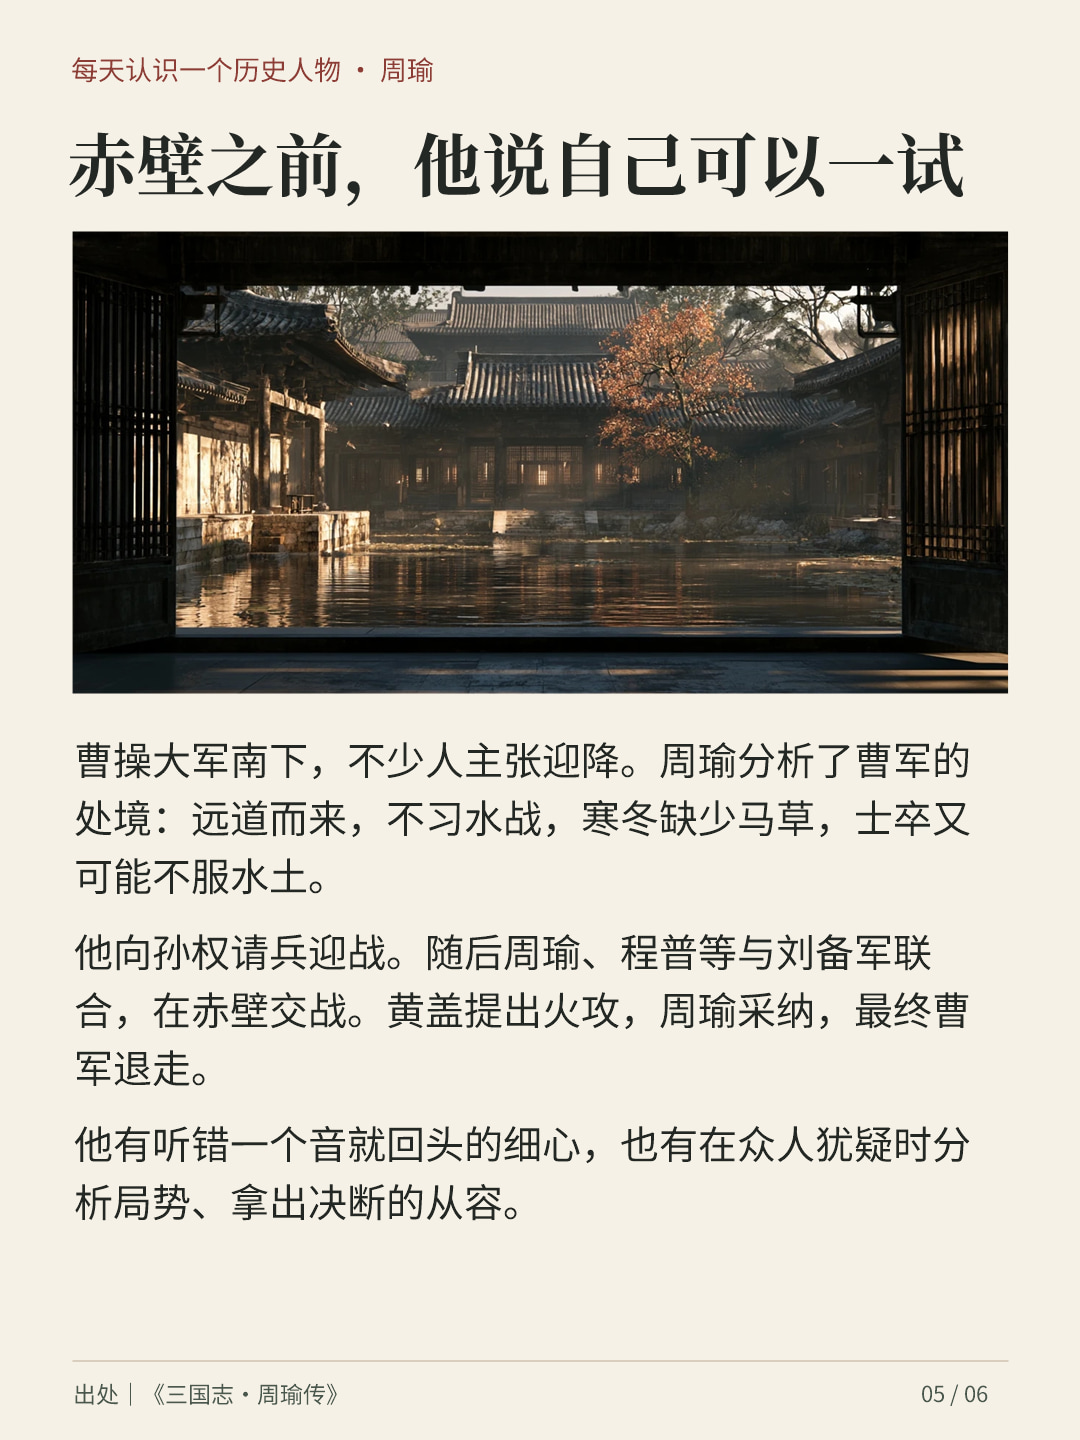 每天认识一个历史人物 · 周瑜
赤壁之前，他说自己可以一试
曹操大军南下，不少人主张迎降。周瑜分析了曹军的
处境：远道而来，不习水战，寒冬缺少马草，士卒又
可能不服水土。
他向孙权请兵迎战。随后周瑜、程普等与刘备军联
合，在赤壁交战。黄盖提出火攻，周瑜采纳，最终曹
军退走。
他有听错一个音就回头的细心，也有在众人犹疑时分
析局势、拿出决断的从容。
出处｜《三国志·周瑜传》
05 / 06